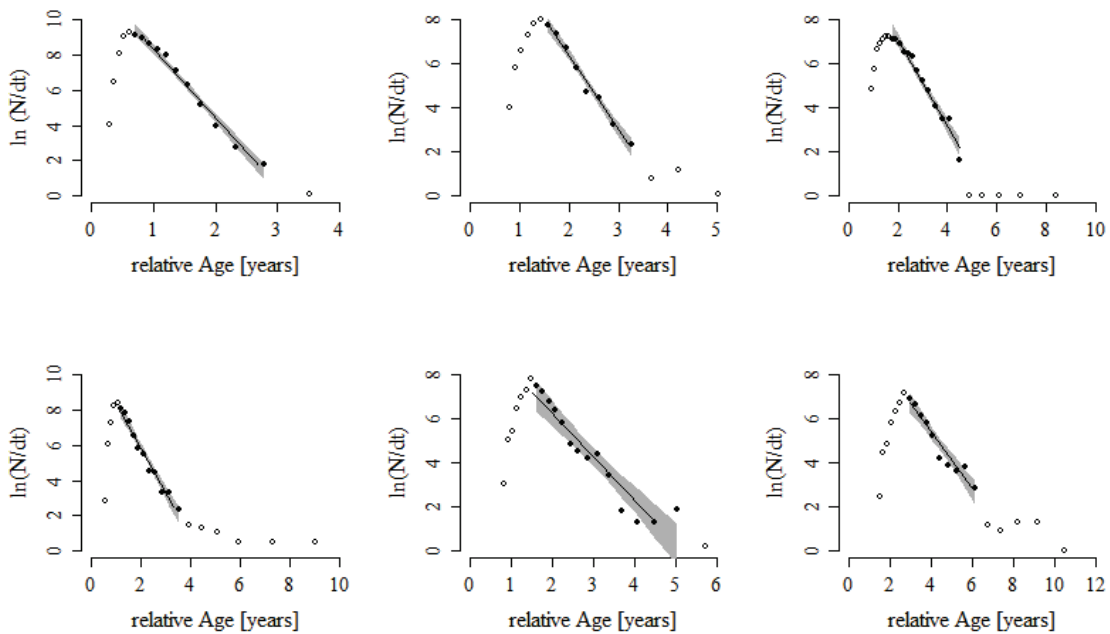 ln (N/dt)
0 2 4 6 8 10
0 1 2 3 4
relative Age [years]
ln(N/dt)
0 2 4 6 8
0 1 2 3 4 5
relative Age [years]
ln(N/dt)
0 2 4 6 8
0 2 4 6 8 10
relative Age [years]
ln(N/dt)
0 2 4 6 8 10
0 2 4 6 8 10
relative Age [years]
ln(N/dt)
0 2 4 6 8
0 1 2 3 4 5 6
relative Age [years]
ln(N/dt)
0 2 4 6 8
0 2 4 6 8 10 12
relative Age [years]